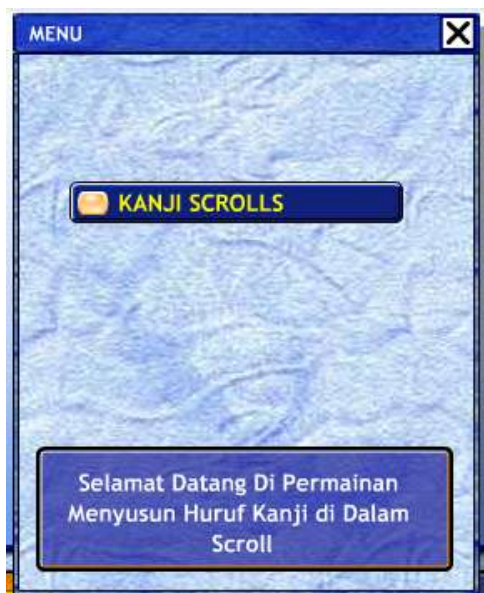 MENU
KANJI SCROLLS
Selamat Datang Di Permainan
Menyusun Huruf Kanji di Dalam
Scroll